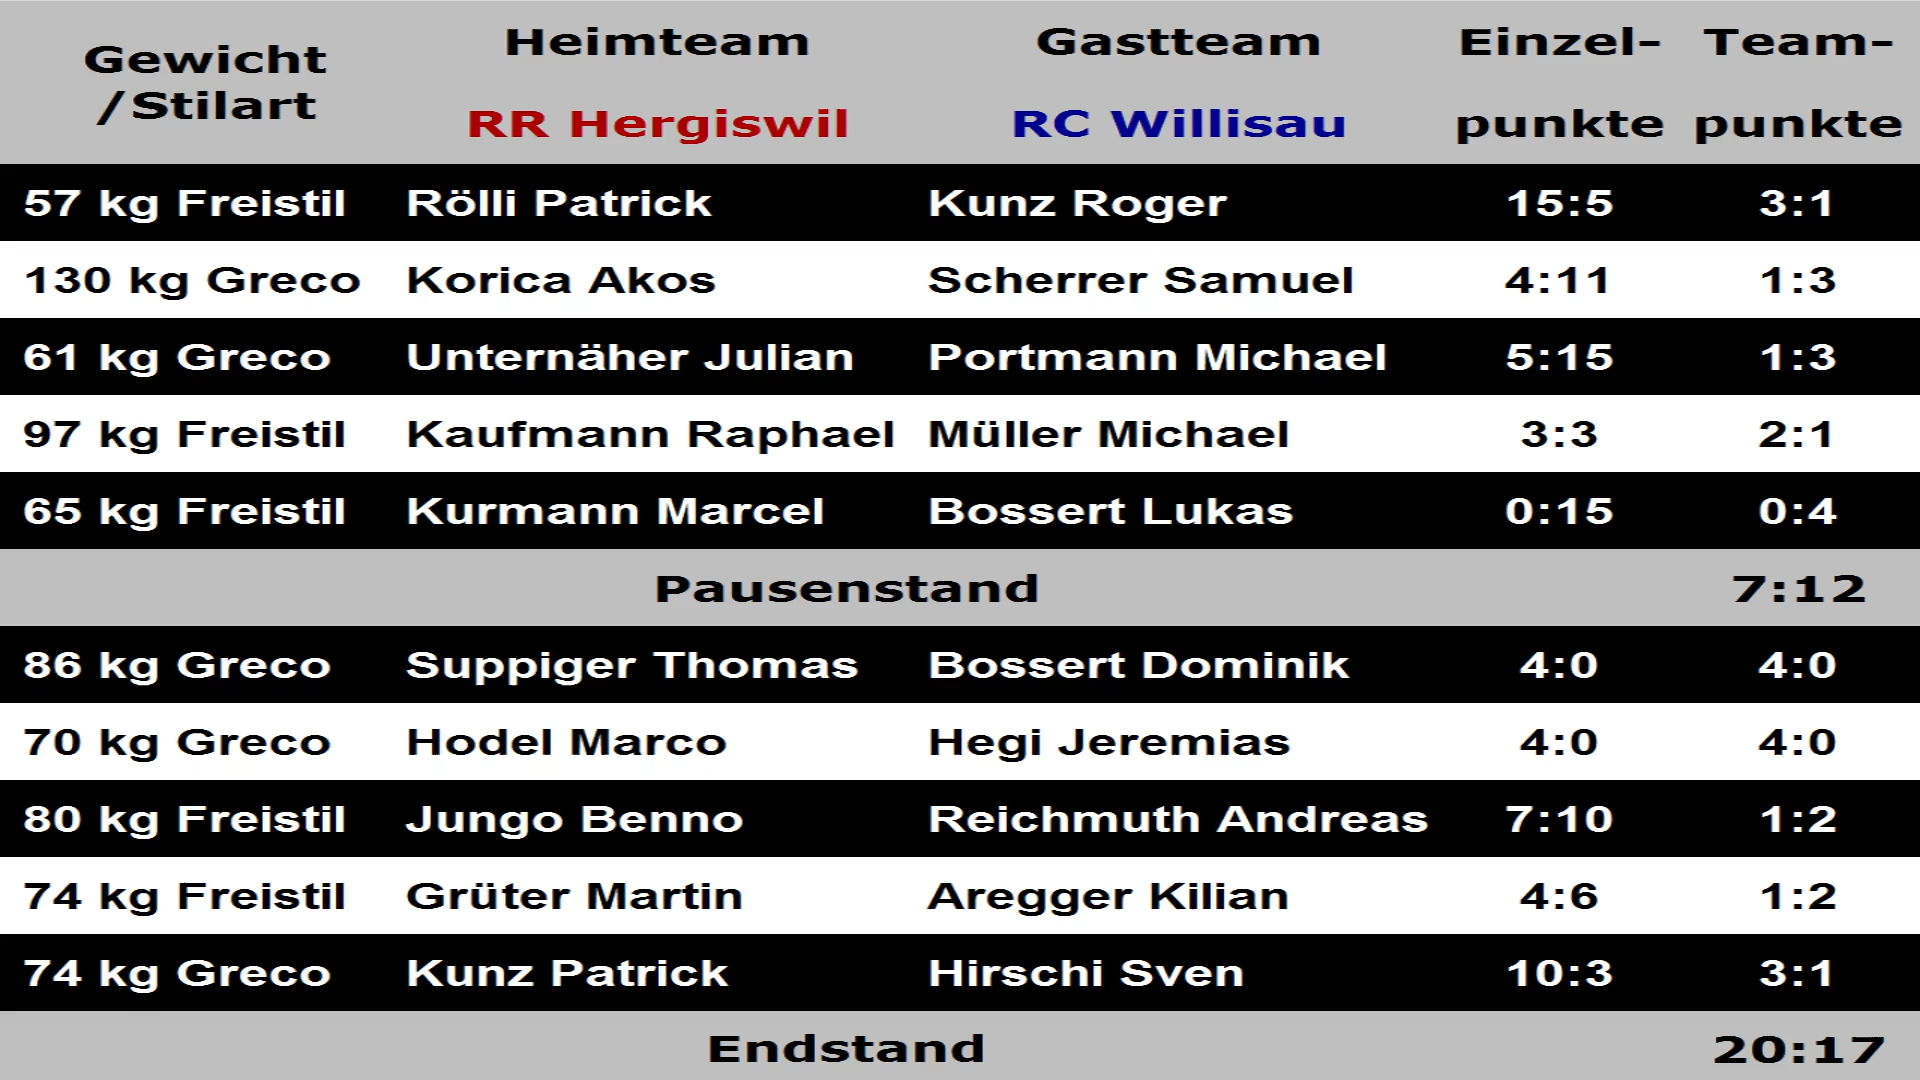 Gewicht
/Stilart
Heimteam
RR Hergiswil
Gastteam
RC Willisau
Einzel-
punkte
Team-
punkte
57 kg Freistil Rölli Patrick Kunz Roger 15:5 3:1
130 kg Greco Korica Akos Scherrer Samuel 4:11 1:3
61 kg Greco Unternäher Julian Portmann Michael 5:15 1:3
97 kg Freistil Kaufmann Raphael Müller Michael 3:3 2:1
65 kg Freistil Kurmann Marcel Bossert Lukas 0:15 0:4
Pausenstand 7:12
86 kg Greco Suppiger Thomas Bossert Dominik 4:0 4:0
70 kg Greco Hodel Marco Hegi Jeremias 4:0 4:0
80 kg Freistil Jungo Benno Reichmuth Andreas 7:10 1:2
74 kg Freistil Grüter Martin Aregger Kilian 4:6 1:2
74 kg Greco Kunz Patrick Hirschi Sven 10:3 3:1
Endstand 20:17